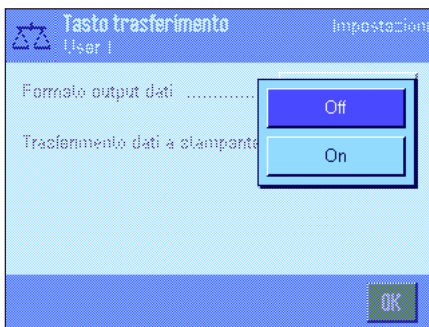 Tasto trasferimento
Impostazioni
User 1
Formato output dati ............
Off
Trasferimento dati a stampante
On
OK